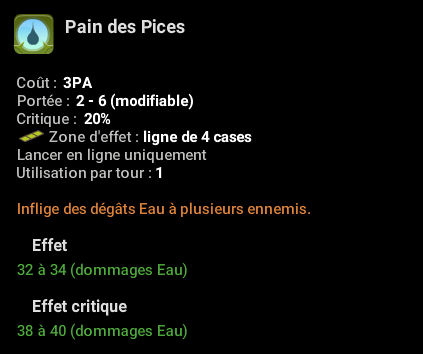 Pain des Pices
Coût : 3PA
Portée : 2 - 6 (modifiable)
Critique : 20%
Zone d'effet : ligne de 4 cases
Lancer en ligne uniquement
Utilisation par tour : 1
Inflige des dégâts Eau à plusieurs ennemis.
Effet
32 à 34 (dommages Eau)
Effet critique
38 à 40 (dommages Eau)